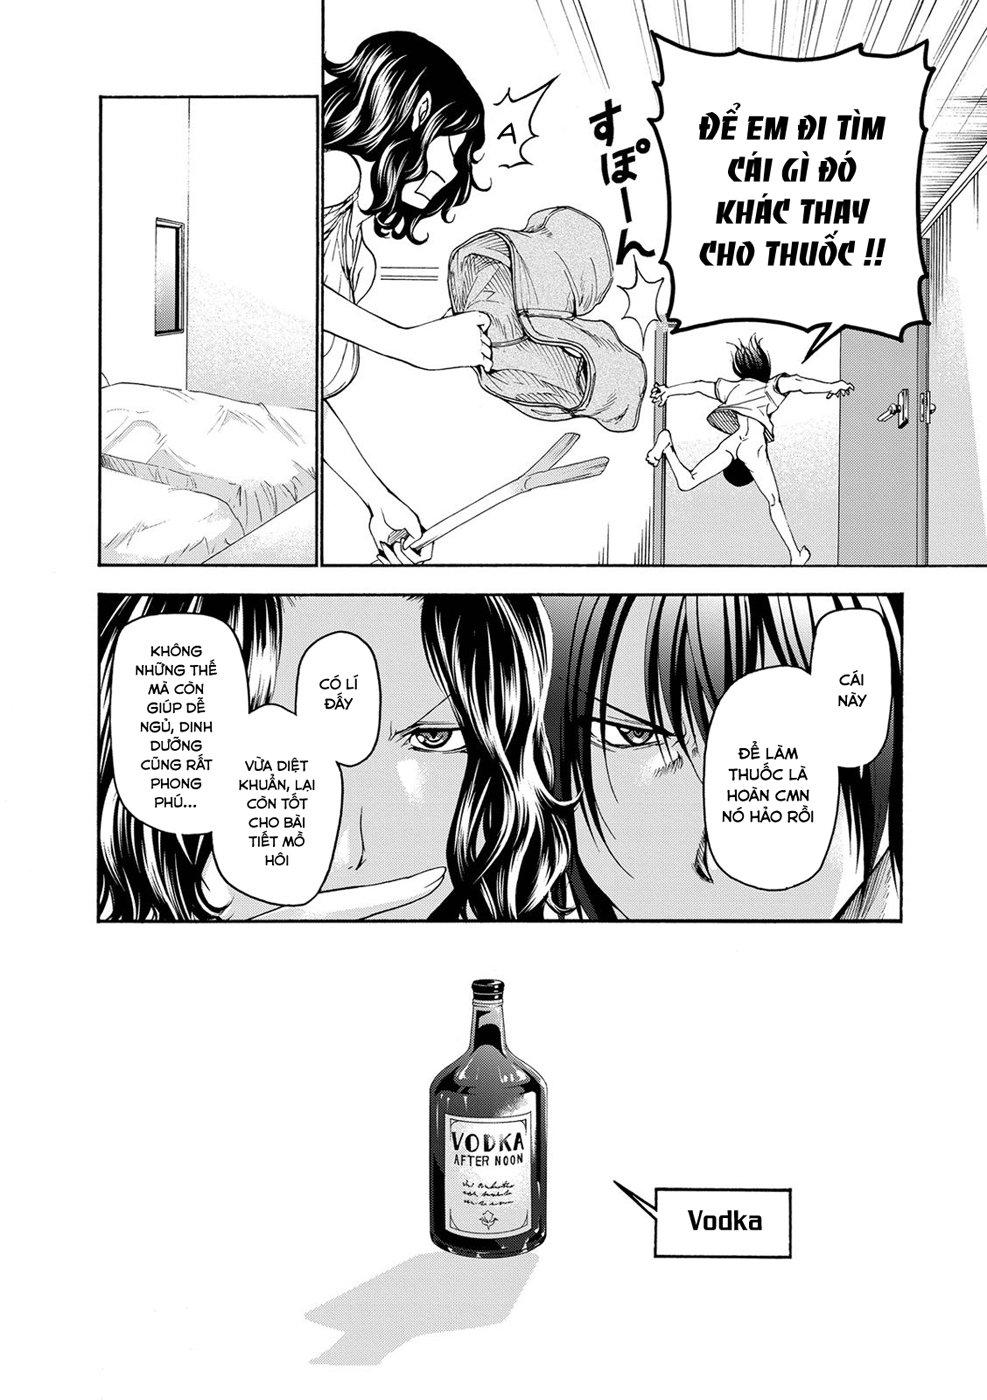 ĐỂ EM ĐI TÌM
CÁI GÌ ĐÓ
KHÁC THAY
CHO THUỐC !!
すぽーん
A
CÁI
NÀY
ĐỂ LÀM
THUỐC LÀ
HOÀN CMN
NÓ HẢO RỒI
CÓ LÍ
ĐẤY
VỪA DIỆT
KHUẨN, LẠI
CÒN TỐT
CHO BÀI
TIẾT MỒ
HÔI
KHÔNG
NHỮNG THẾ
MÀ CÒN
GIÚP DỄ
NGỦ, DINH
DƯỠNG
CŨNG RẤT
PHONG
PHÚ...
VODKA
AFTER NOON
Vodka